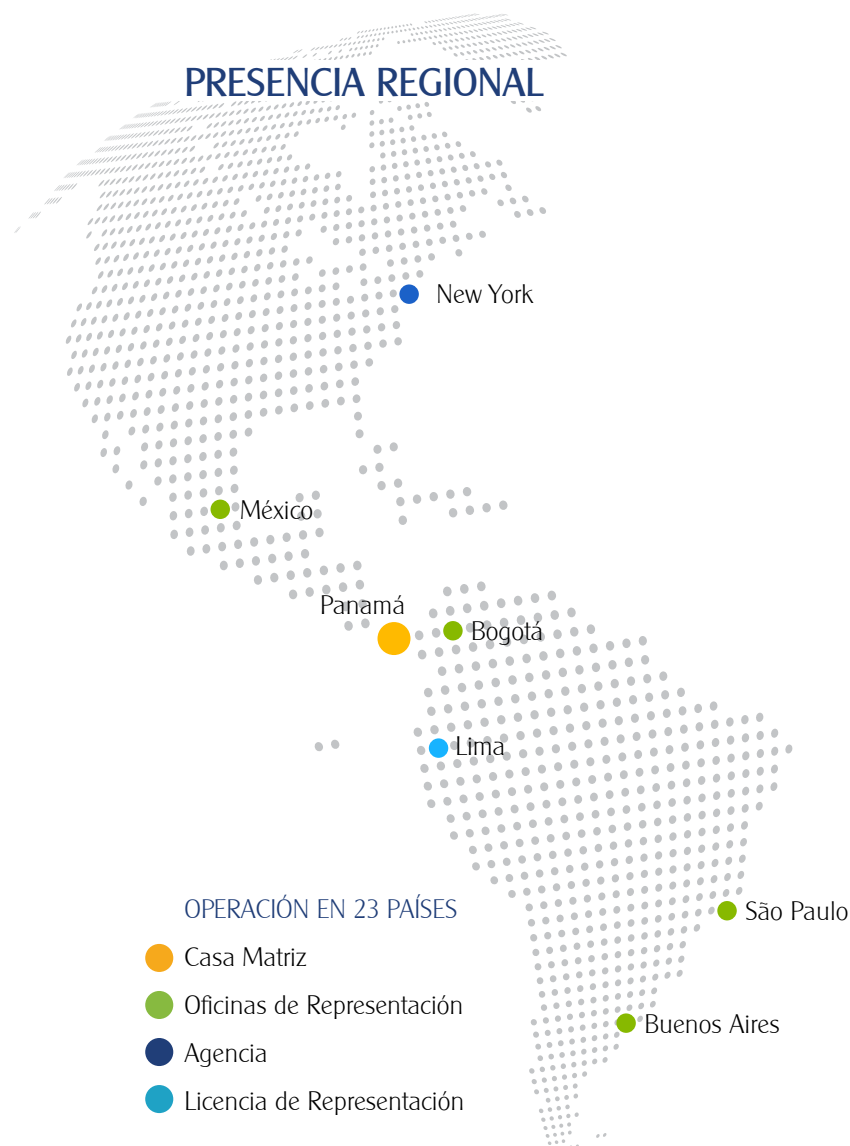 PRESENCIA REGIONAL
New York
México
Panamá
Bogotá
Lima
OPERACIÓN EN 23 PAÍSES
São Paulo
Casa Matriz
Oficinas de Representación
Buenos Aires
Agencia
Licencia de Representación